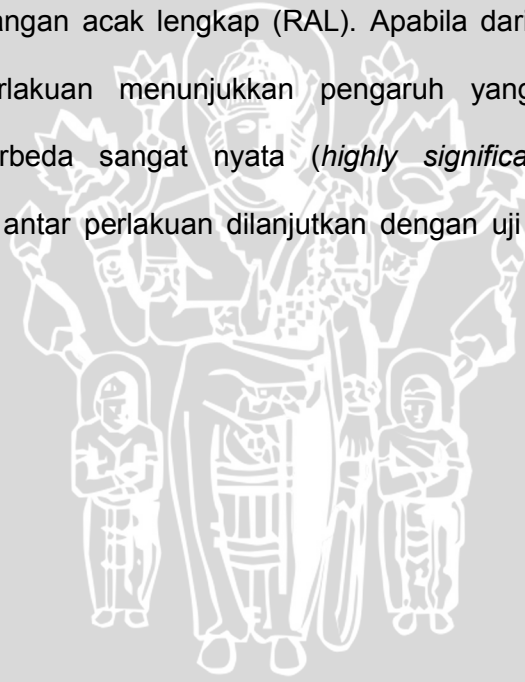 angan acak lengkap (RAL). Apabila dari
rlakuan menunjukkan pengaruh yang
rbeda sangat nyata (highly significa
antar perlakuan dilanjutkan dengan uji